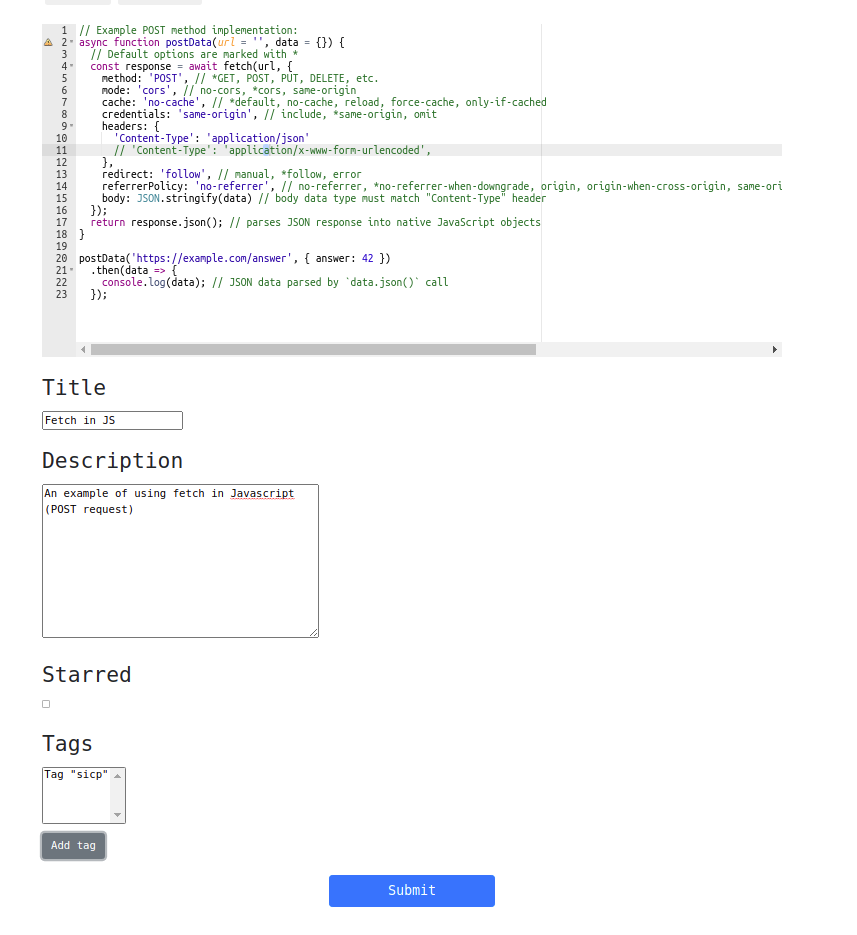 1 // Example POST method implementation:
2 async function postData(url = '', data = {}) {
3 // Default options are marked with *
4 const response = await fetch(url, {
5 method: 'POST', // *GET, POST, PUT, DELETE, etc.
6 mode: 'cors', // no-cors, *cors, same-origin
7 cache: 'no-cache', // *default, no-cache, reload, force-cache, only-if-cached
8 credentials: 'same-origin', // include, *same-origin, omit
9 headers: {
10 'Content-Type': 'application/json'
11 // 'Content-Type': 'application/x-www-form-urlencoded',
12 },
13 redirect: 'follow', // manual, *follow, error
14 referrerPolicy: 'no-referrer', // no-referrer, *no-referrer-when-downgrade, origin, origin-when-cross-origin, same-ori
15 body: JSON.stringify(data) // body data type must match "Content-Type" header
16 });
17 return response.json(); // parses JSON response into native JavaScript objects
18 }
19
20 postData('https://example.com/answer', { answer: 42 })
21 .then(data => {
22 console.log(data); // JSON data parsed by `data.json()` call
23 });
Title
Fetch in JS
Description
An example of using fetch in Javascript
(POST request)
Starred
Tags
Tag "sicp"
Add tag
Submit